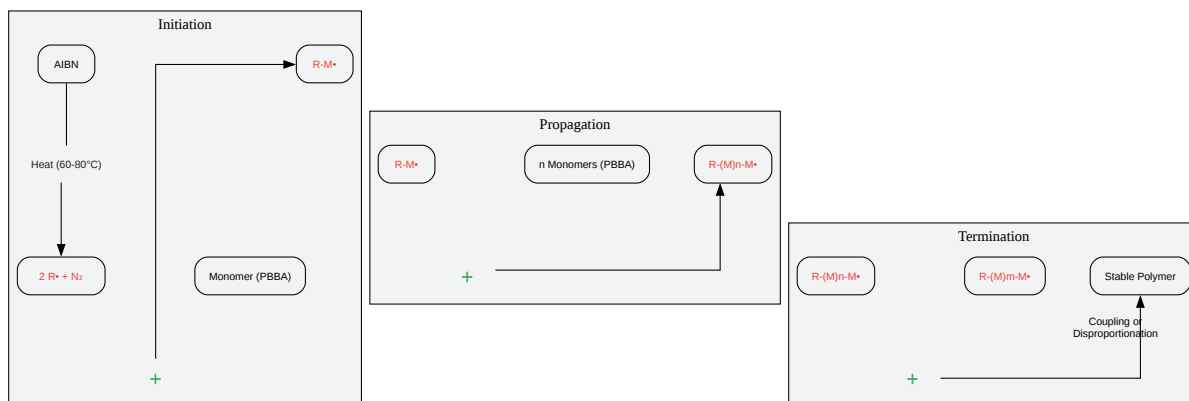 Initiation
AIBN
R-M•
Heat (60-80°C)
2 R• + N₂
Monomer (PBBA)
+
Propagation
R-M•
n Monomers (PBBA)
R-(M)n-M•
+
Termination
R-(M)n-M•
R-(M)m-M•
Stable Polymer
Coupling or
Disproportionation
+